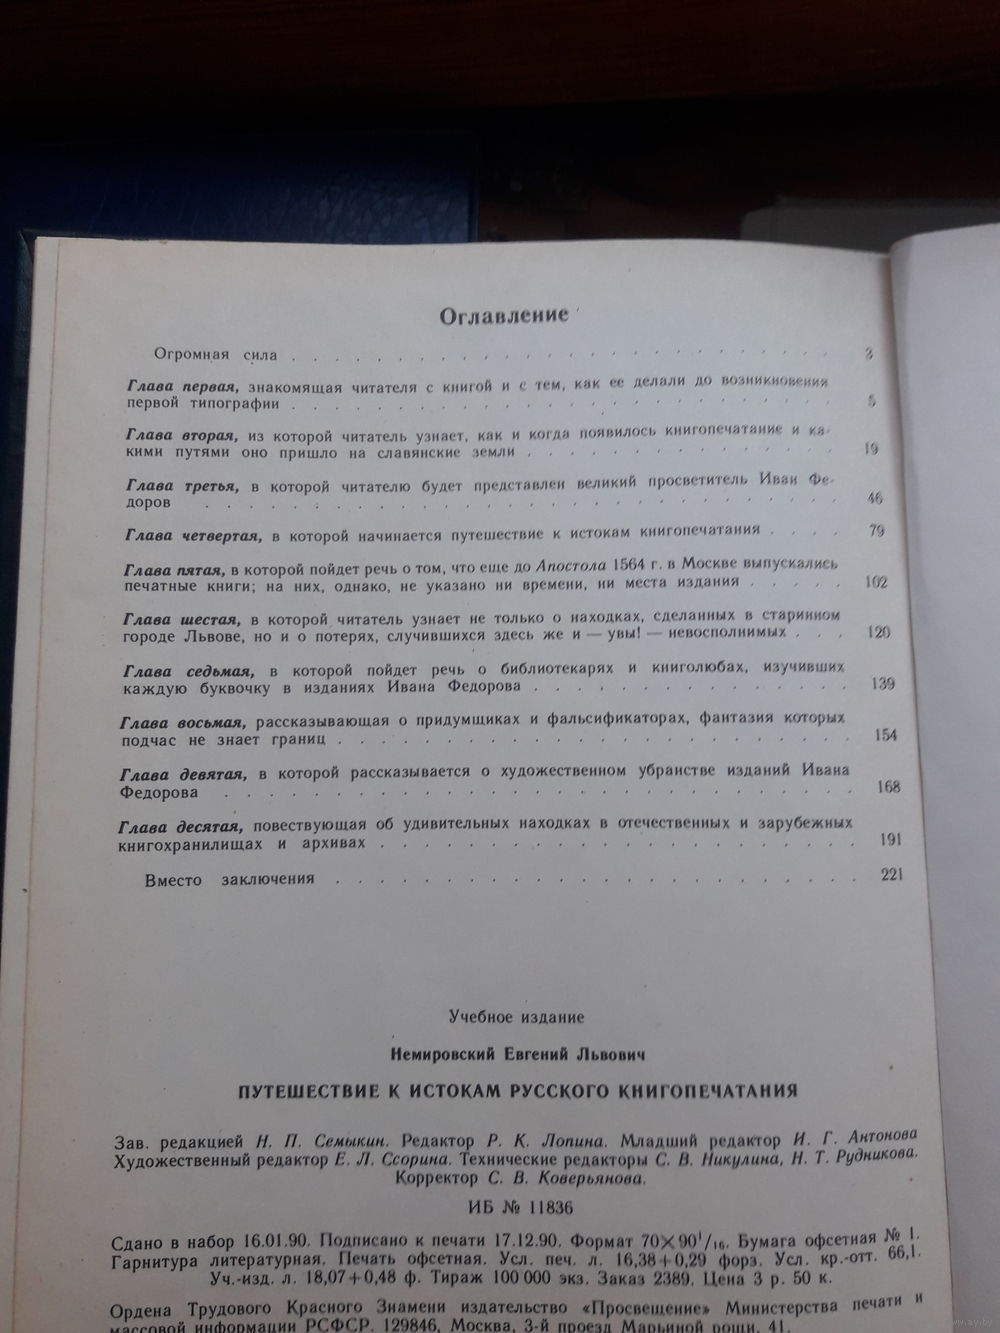 Оглавление
Огромная сила . . . . . . . . . . . . . . . . . 3
Глава первая, знакомящая читателя с книгой и с тем, как ее делали до возникновения
первой типографии . . . . . . . . . . . . . . . . . 5
Глава вторая, из которой читатель узнает, как и когда появилось книгопечатание и ка-
кими путями оно пришло на славянские земли . . . . . . . . . . . 19
Глава третья, в которой читателю будет представлен великий просветитель Иван Фе-
доров . . . . . . . . . . . . . . . . . 46
Глава четвертая, в которой начинается путешествие к истокам книгопечатания . . . . 79
Глава пятая, в которой пойдет речь о том, что еще до Апостола 1564 г. в Москве выпускались
печатные книги; на них, однако, не указано ни времени, ни места издания . . . . . 102
Глава шестая, в которой читатель узнает не только о находках, сделанных в старинном
городе Львове, но и о потерях, случившихся здесь же и — увы! — невосполнимых . . . 120
Глава седьмая, в которой пойдет речь о библиотекарях и книголюбах, изучивших
каждую буквочку в изданиях Ивана Федорова . . . . . . . . . . . 139
Глава восьмая, рассказывающая о придумщиках и фальсификаторах, фантазия которых
подчас не знает границ . . . . . . . . . . . . . . . . 154
Глава девятая, в которой рассказывается о художественном убранстве изданий Ивана
Федорова . . . . . . . . . . . . . . . . . 168
Глава десятая, повествующая об удивительных находках в отечественных и зарубежных
книгохранилищах и архивах . . . . . . . . . . . . . . 191
Вместо заключения . . . . . . . . . . . . . . . . 221
Учебное издание
Немировский Евгений Львович
ПУТЕШЕСТВИЕ К ИСТОКАМ РУССКОГО КНИГОПЕЧАТАНИЯ
Зав. редакцией Н. П. Семыкин. Редактор Р. К. Лопина. Младший редактор И. Г. Антонова
Художественный редактор Е. Л. Ссорина. Технические редакторы С. В. Никулина, Н. Т. Рудникова.
Корректор С. В. Коверьянова.
ИБ № 11836
Сдано в набор 16.01.90. Подписано к печати 17.12.90. Формат 70×90¹/₁₆. Бумага офсетная № 1.
Гарнитура литературная. Печать офсетная. Усл. печ. л. 16,38+0,29 форз. Усл. кр.-отт. 66,1.
Уч.-изд. л. 18,07+0,48 ф. Тираж 100 000 экз. Заказ 2389. Цена 3 р. 50 к.
Ордена Трудового Красного Знамени издательство «Просвещение» Министерства печати и
массовой информации РСФСР. 129846, Москва, 3-й проезд Марьиной рощи, 41.